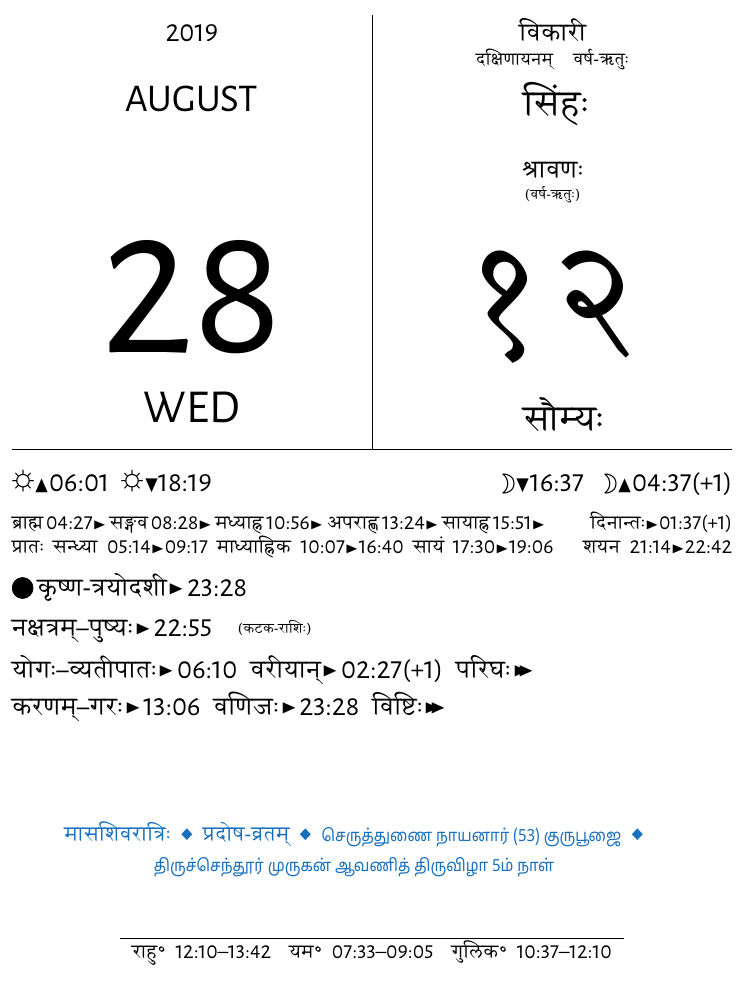 2019
AUGUST
28
WED
विकारी
दक्षिणायनम् वर्ष-ऋतुः
सिंहः
श्रावणः
(वर्ष-ऋतुः)
१२
सौम्यः
☼▲06:01 ☼▼18:19 ☽▼16:37 ☽▲04:37(+1)
ब्राह्म 04:27► सङ्गव 08:28► मध्याह्न 10:56► अपराह्ण 13:24► सायाह्न 15:51► दिनान्तः►01:37(+1)
प्रातः सन्ध्या 05:14►09:17 माध्याह्निक 10:07►16:40 सायं 17:30►19:06 शयन 21:14►22:42
कृष्ण-त्रयोदशी► 23:28
नक्षत्रम्–पुष्यः► 22:55 (कटक-राशिः)
योगः–व्यतीपातः► 06:10 वरीयान्► 02:27(+1) परिघः►►
करणम्–गरः►13:06 वणिजः►23:28 विष्टिः►►
मासशिवरात्रिः ◆ प्रदोष-व्रतम् ◆ செருத்துணை நாயனார் (53) குருபூஜை ◆
திருச்செந்தூர் முருகன் ஆவணித் திருவிழா 5ம் நாள்
राहु॰ 12:10–13:42 यम॰ 07:33–09:05 गुलिक॰ 10:37–12:10